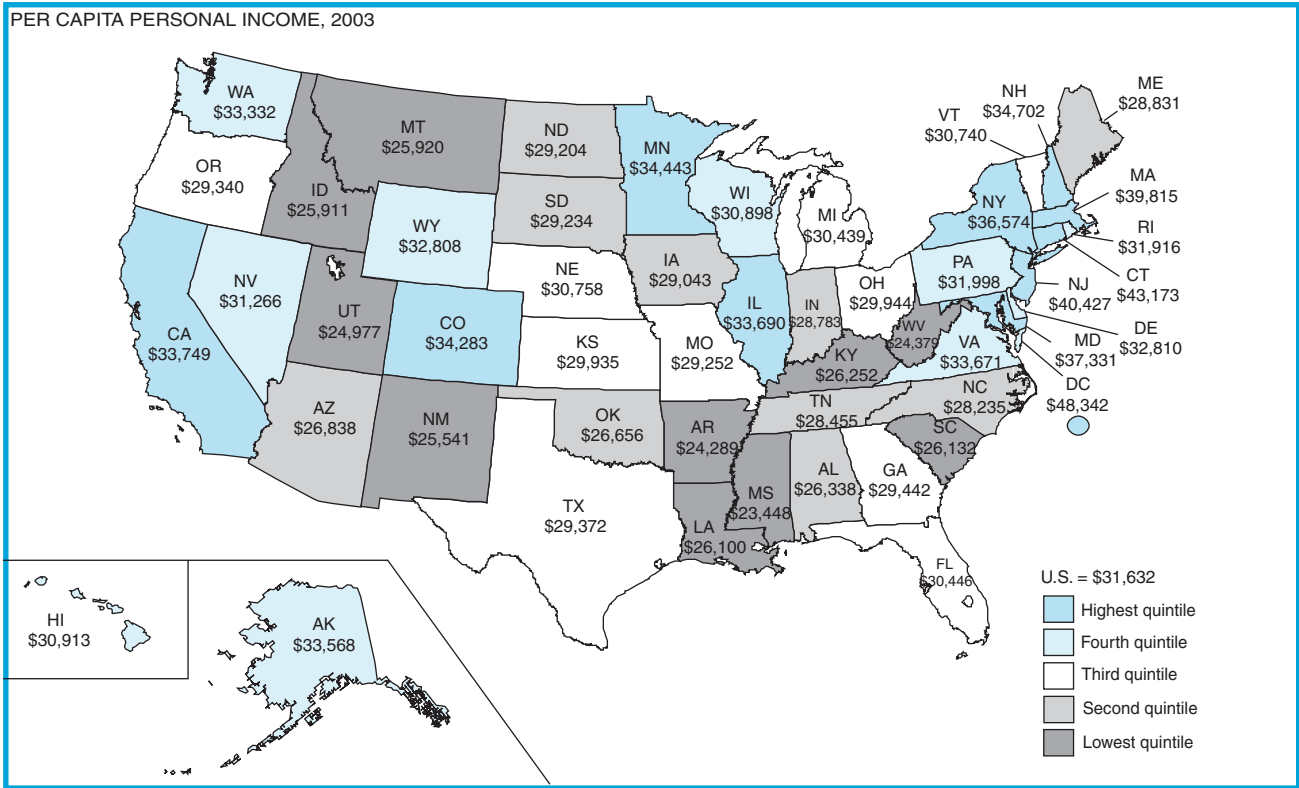 PER CAPITA PERSONAL INCOME, 2003
WA
$33,332
OR
$29,340
CA
$33,749
NV
$31,266
ID
$25,911
MT
$25,920
WY
$32,808
UT
$24,977
AZ
$26,838
CO
$34,283
NM
$25,541
ND
$29,204
SD
$29,234
NE
$30,758
KS
$29,935
OK
$26,656
TX
$29,372
MN
$34,443
IA
$29,043
MO
$29,252
AR
$24,289
LA
$26,100
WI
$30,898
IL
$33,690
MI
$30,439
IN
$28,783
OH
$29,944
KY
$26,252
TN
$28,455
MS
$23,448
AL
$26,338
GA
$29,442
FL
$30,446
SC
$26,132
NC
$28,235
VA
$33,671
WV
$24,379
PA
$31,998
NY
$36,574
VT
$30,740
NH
$34,702
ME
$28,831
MA
$39,815
RI
$31,916
CT
$43,173
NJ
$40,427
DE
$32,810
MD
$37,331
DC
$48,342
HI
$30,913
AK
$33,568
U.S. = $31,632
Highest quintile
Fourth quintile
Third quintile
Second quintile
Lowest quintile